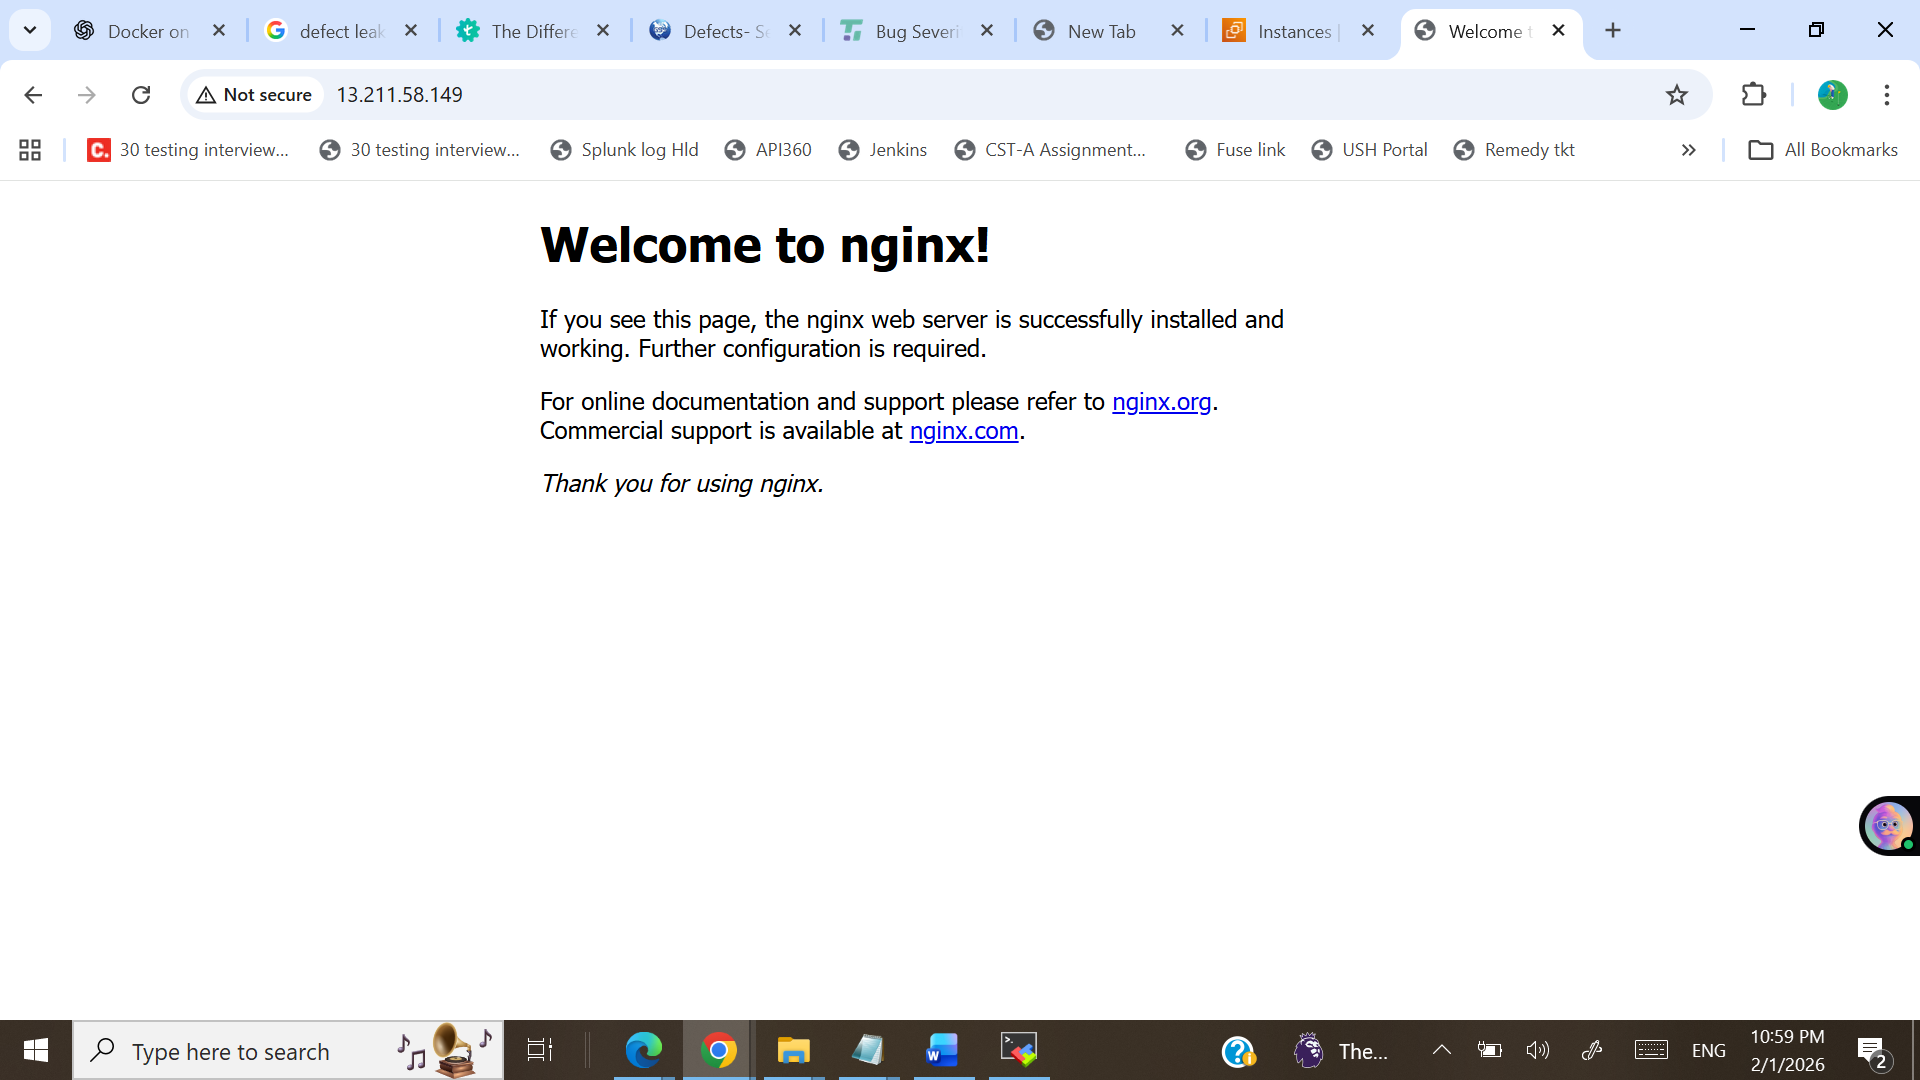 Docker on
defect leak
The Differe
Defects- Se
Bug Severi
New Tab
Instances |
Welcome t
Not secure
13.211.58.149
30 testing interview...
30 testing interview...
Splunk log Hld
API360
Jenkins
CST-A Assignment...
Fuse link
USH Portal
Remedy tkt
All Bookmarks
Welcome to nginx!
If you see this page, the nginx web server is successfully installed and
working. Further configuration is required.
For online documentation and support please refer to nginx.org.
Commercial support is available at nginx.com.
Thank you for using nginx.
Type here to search
The...
ENG
10:59 PM
2/1/2026
2